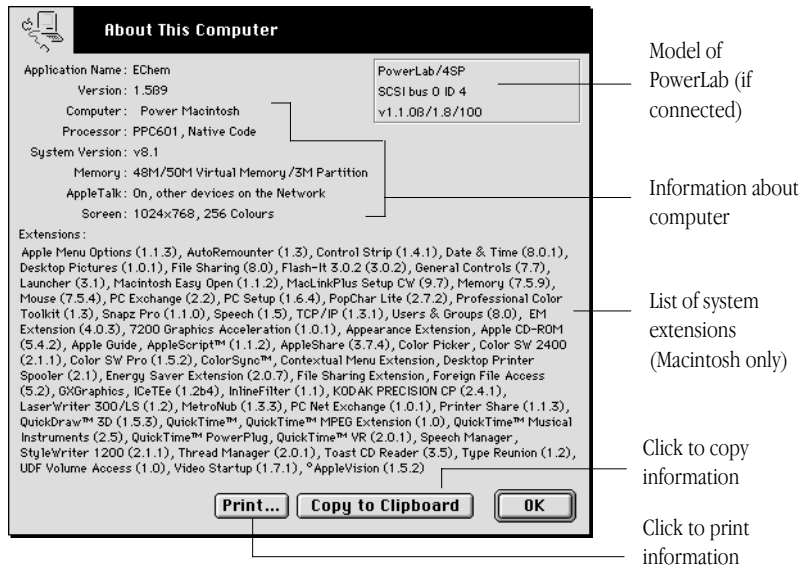 About This Computer
Application Name: EChem
Version: 1.5β9
Computer: Power Macintosh
Processor: PPC601, Native Code
System Version: v8.1
Memory: 48M/50M Virtual Memory/3M Partition
AppleTalk: On, other devices on the Network
Screen: 1024x768, 256 Colours
PowerLab/4SP
SCSI bus 0 ID 4
v1.1.0B/1.8/100
Extensions:
Apple Menu Options (1.1.3), AutoRemounter (1.3), Control Strip (1.4.1), Date & Time (8.0.1),
Desktop Pictures (1.0.1), File Sharing (8.0), Flash-It 3.0.2 (3.0.2), General Controls (7.7),
Launcher (3.1), Macintosh Easy Open (1.1.2), MacLinkPlus Setup CW (9.7), Memory (7.5.9),
Mouse (7.5.4), PC Exchange (2.2), PC Setup (1.6.4), PopChar Lite (2.7.2), Professional Color
Toolkit (1.3), Snapz Pro (1.1.0), Speech (1.5), TCP/IP (1.3.1), Users & Groups (8.0), EM
Extension (4.0.3), 7200 Graphics Acceleration (1.0.1), Appearance Extension, Apple CD-ROM
(5.4.2), Apple Guide, AppleScript™ (1.1.2), AppleShare (3.7.4), Color Picker, Color SW 2400
(2.1.1), Color SW Pro (1.5.2), ColorSync™, Contextual Menu Extension, Desktop Printer
Spooler (2.1), Energy Saver Extension (2.0.7), File Sharing Extension, Foreign File Access
(5.2), GXGraphics, ICeTEe (1.2b4), InlineFilter (1.1), KODAK PRECISION CP (2.4.1),
LaserWriter 300/LS (1.2), MetroNub (1.3.3), PC Net Exchange (1.0.1), Printer Share (1.1.3),
QuickDraw™ 3D (1.5.3), QuickTime™, QuickTime™ MPEG Extension (1.0), QuickTime™ Musical
Instruments (2.5), QuickTime™ PowerPlug, QuickTime™ VR (2.0.1), Speech Manager,
StyleWriter 1200 (2.1.1), Thread Manager (2.0.1), Toast CD Reader (3.5), Type Reunion (1.2),
UDF Volume Access (1.0), Video Startup (1.7.1), °AppleVision (1.5.2)
Print...
Copy to Clipboard
OK
Model of
PowerLab (if
connected)
Information about
computer
List of system
extensions
(Macintosh only)
Click to copy
information
Click to print
information